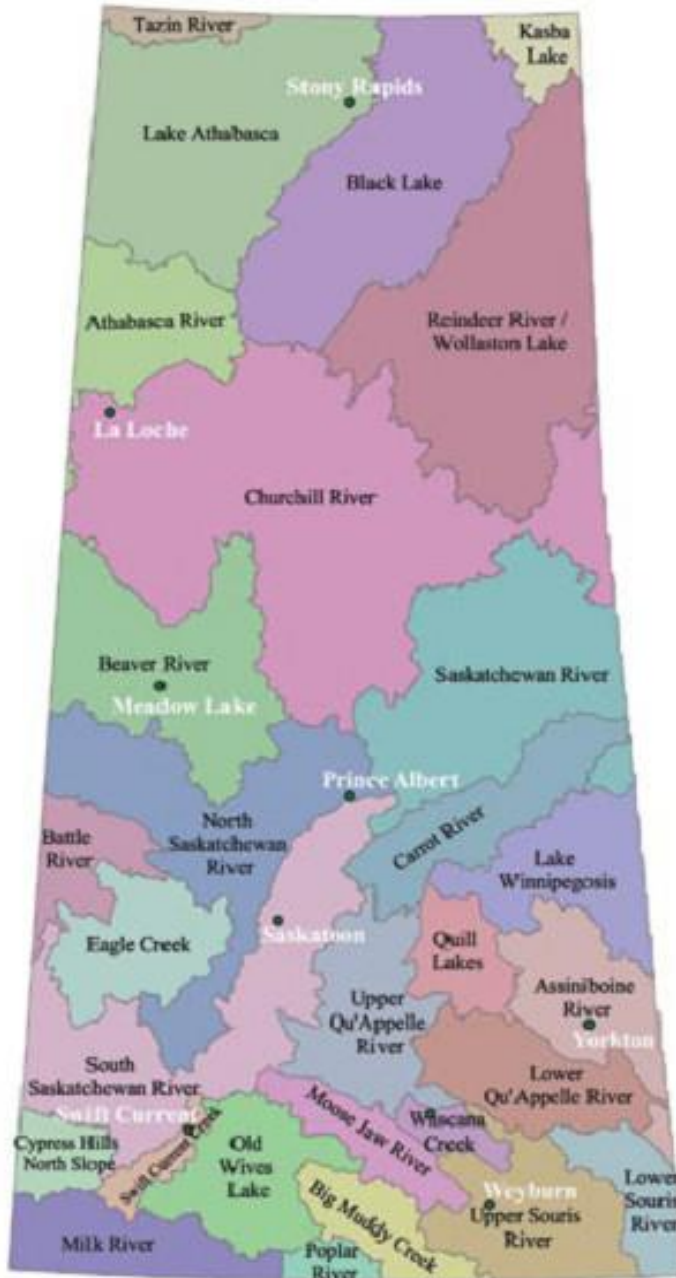 Tazin River
Kasba
Lake
Stony Rapids
Lake Athabasca
Black Lake
Athabasca River
Reindeer River /
Wollaston Lake
La Loche
Churchill River
Beaver River
Meadow Lake
Saskatchewan River
Prince Albert
North
Saskatchewan
River
Battle
River
Carrot River
Lake
Winnipegosis
Eagle Creek
Saskatoon
Quill
Lakes
Assiniboine
River
Yorkton
Upper
Qu'Appelle
River
South
Saskatchewan River
Lower
Qu'Appelle River
Swift Current
Cypress Hills
North Slope
Swift Current Creek
Old
Wives
Lake
Moose Jaw River
Wascana
Creek
Weyburn
Upper Souris
River
Lower
Souris
River
Big Muddy Creek
Milk River
Poplar
River